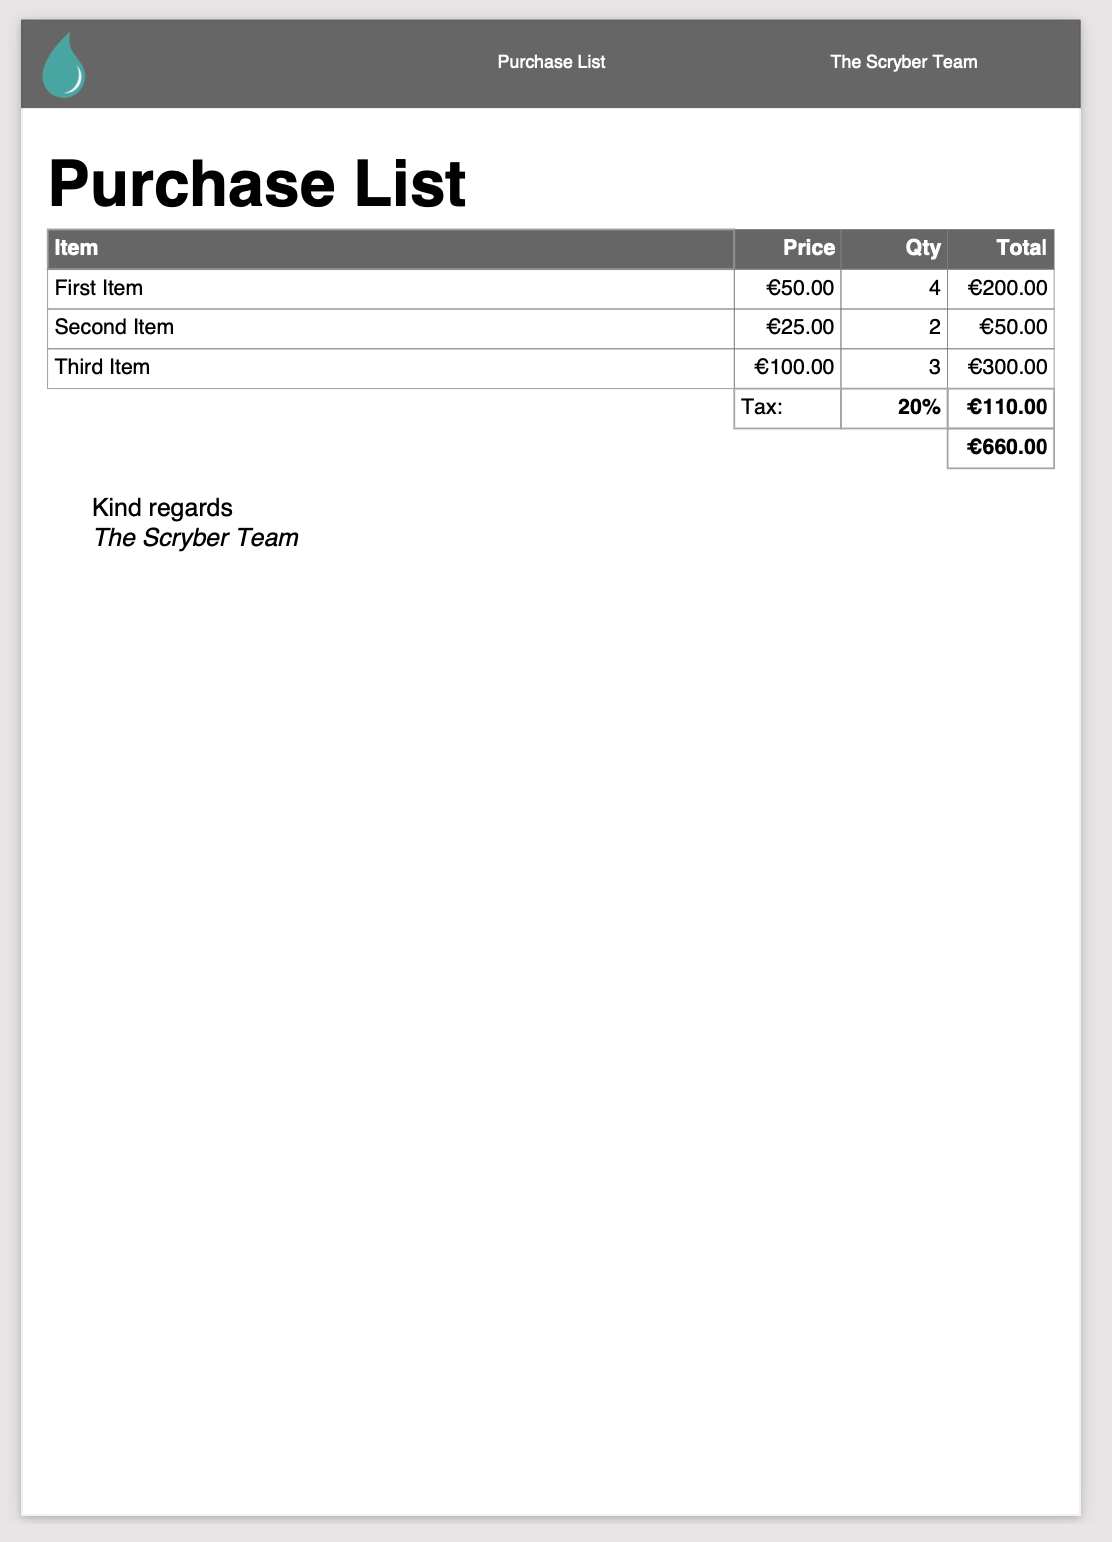 Purchase List The Scryber Team
Purchase List
Item Price Qty Total
First Item €50.00 4 €200.00
Second Item €25.00 2 €50.00
Third Item €100.00 3 €300.00
Tax: 20% €110.00
€660.00
Kind regards
The Scryber Team